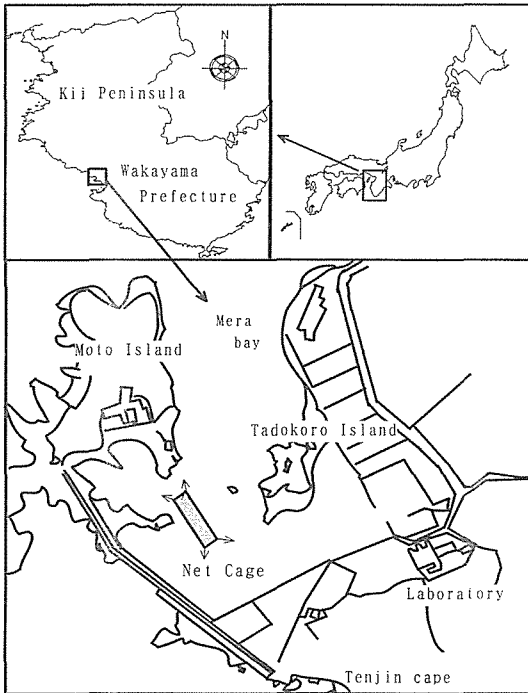 N
Kii Peninsula
Wakayama
Prefecture
Mera
bay
Moto Island
Tadokoro Island
Net Cage
Laboratory
Tenjin cape